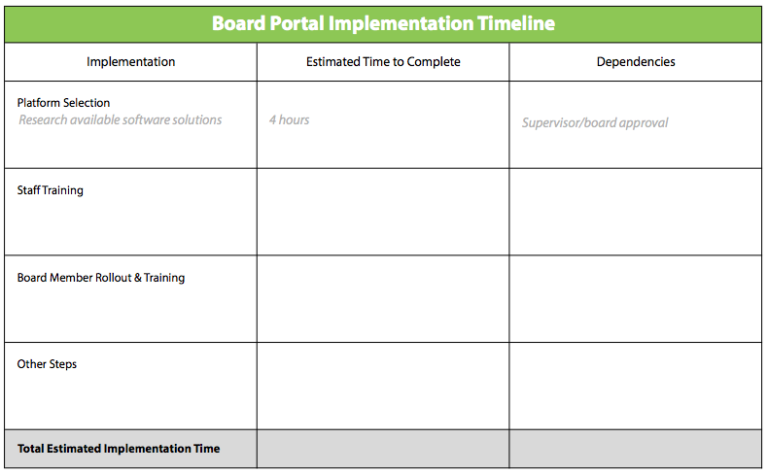 Board Portal Implementation Timeline
Implementation
Estimated Time to Complete
Dependencies
Platform Selection
Research available software solutions
4 hours
Supervisor/board approval
Staff Training
Board Member Rollout & Training
Other Steps
Total Estimated Implementation Time